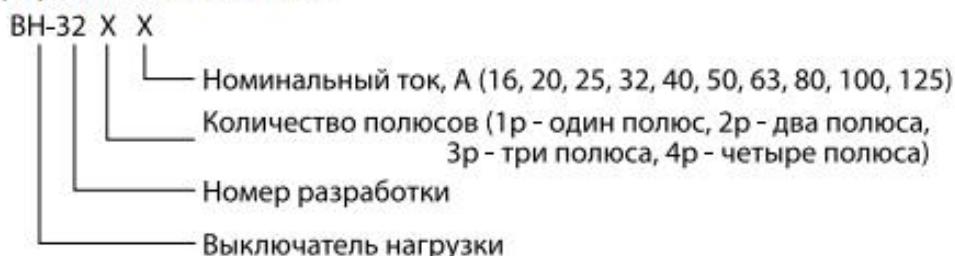 ВН-32 Х Х
Номинальный ток, А (16, 20, 25, 32, 40, 50, 63, 80, 100, 125)
Количество полюсов (1р - один полюс, 2р - два полюса,
3р - три полюса, 4р - четыре полюса)
Номер разработки
Выключатель нагрузки